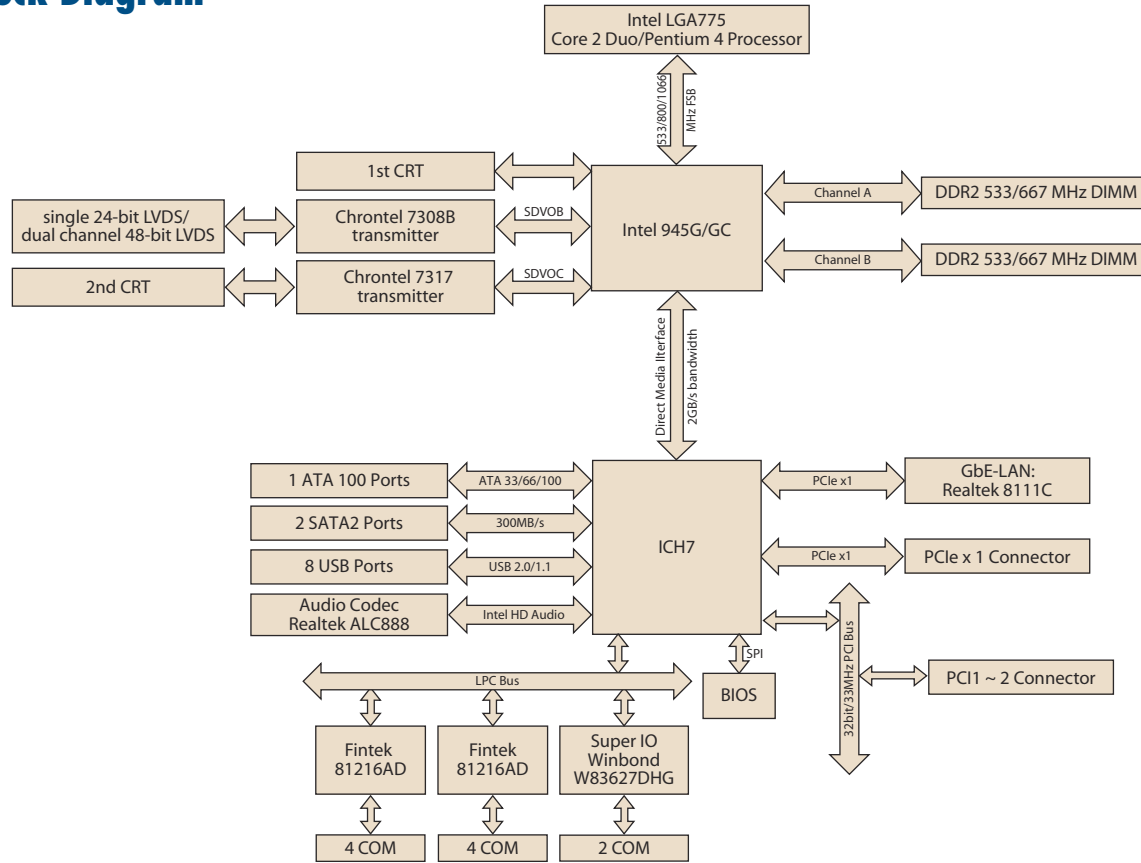 Intel LGA775
Core 2 Duo/Pentium 4 Processor
533/800/1066
MHz FSB
1st CRT
single 24-bit LVDS/
dual channel 48-bit LVDS
Chrontel 7308B
transmitter
SDVOB
2nd CRT
Chrontel 7317
transmitter
SDVOC
Intel 945G/GC
Channel A
DDR2 533/667 MHz DIMM
Channel B
DDR2 533/667 MHz DIMM
Direct Media IIterface
2GB/s bandwidth
1 ATA 100 Ports
ATA 33/66/100
2 SATA2 Ports
300MB/s
8 USB Ports
USB 2.0/1.1
Audio Codec
Realtek ALC888
Intel HD Audio
ICH7
PCIe x1
GbE-LAN:
Realtek 8111C
PCIe x1
PCIe x 1 Connector
32bit/33MHz PCI Bus
PCI1 ~ 2 Connector
SPI
BIOS
LPC Bus
Fintek
81216AD
Fintek
81216AD
Super IO
Winbond
W83627DHG
4 COM
4 COM
2 COM